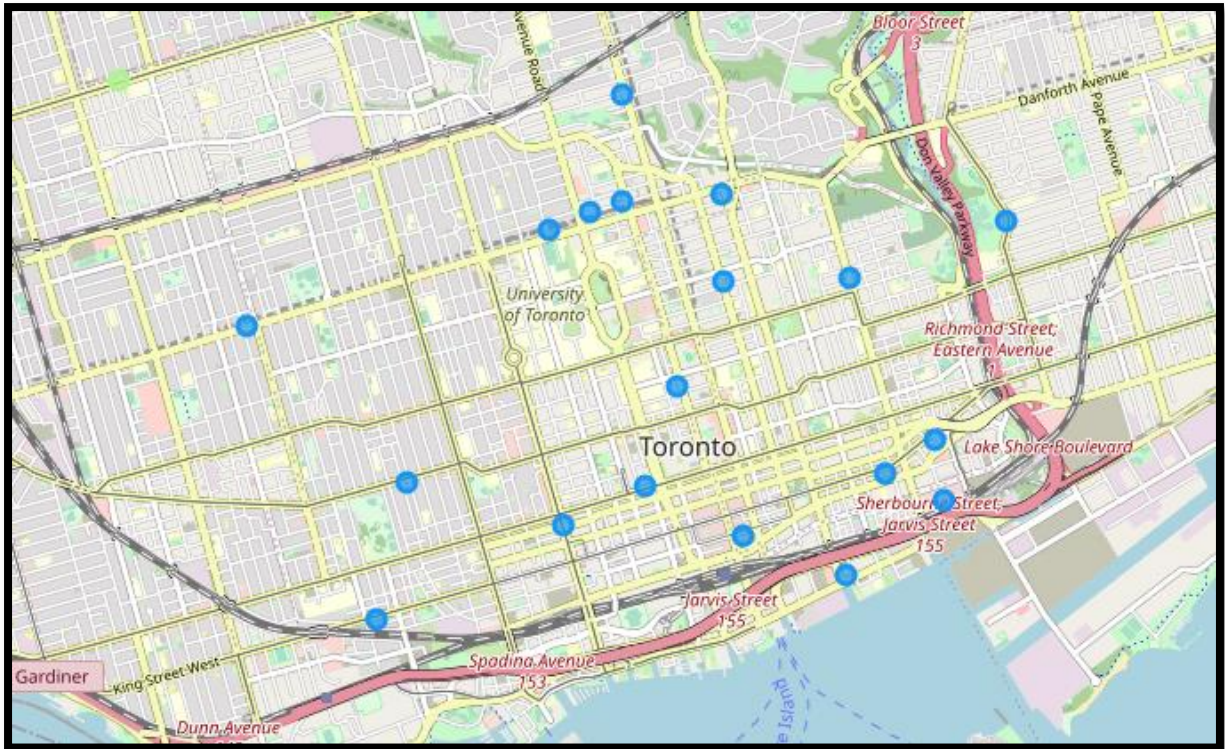 Bloor Street
3
Avenue Road
Danforth Avenue
Pape Avenue
Don Valley Parkway
University
of Toronto
Richmond Street;
Eastern Avenue
1
Toronto
Lake Shore Boulevard
Sherbourne Street;
Jarvis Street
155
Jarvis Street
155
Spadina Avenue
153
Gardiner
King Street West
e Island
Dunn Avenue